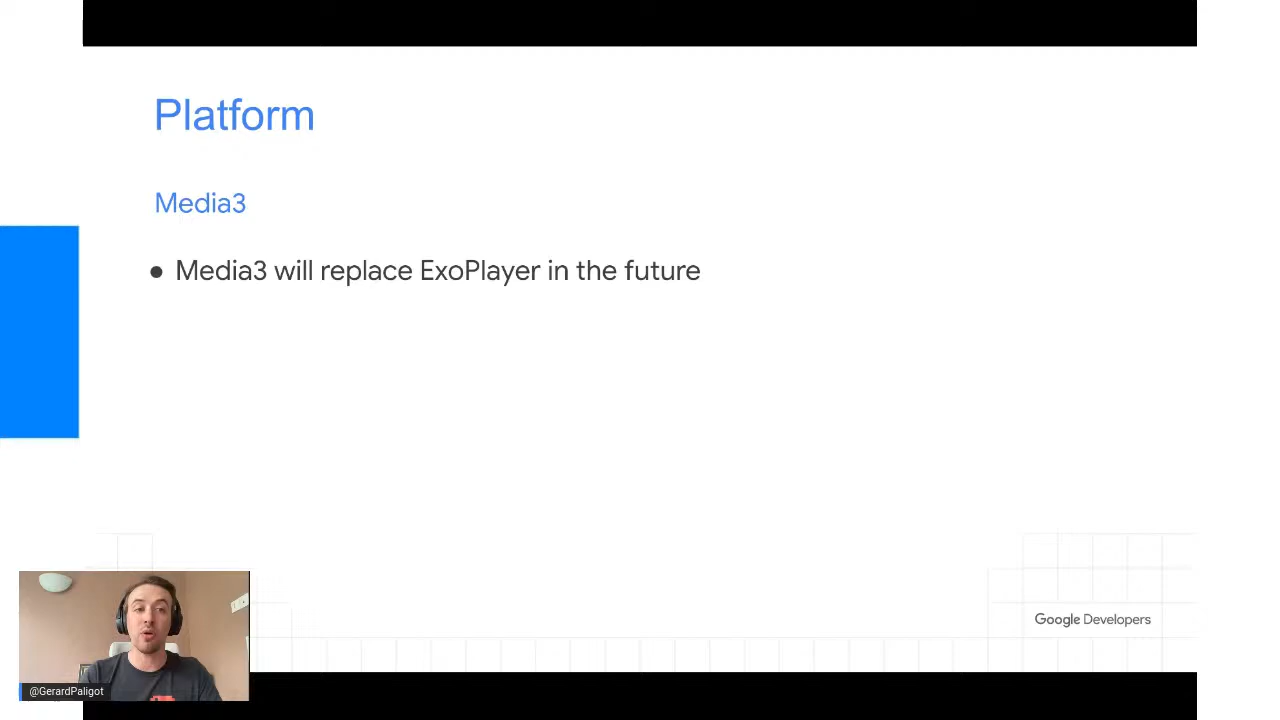 Platform
Media3
● Media3 will replace ExoPlayer in the future
Google Developers
@GerardPaligot